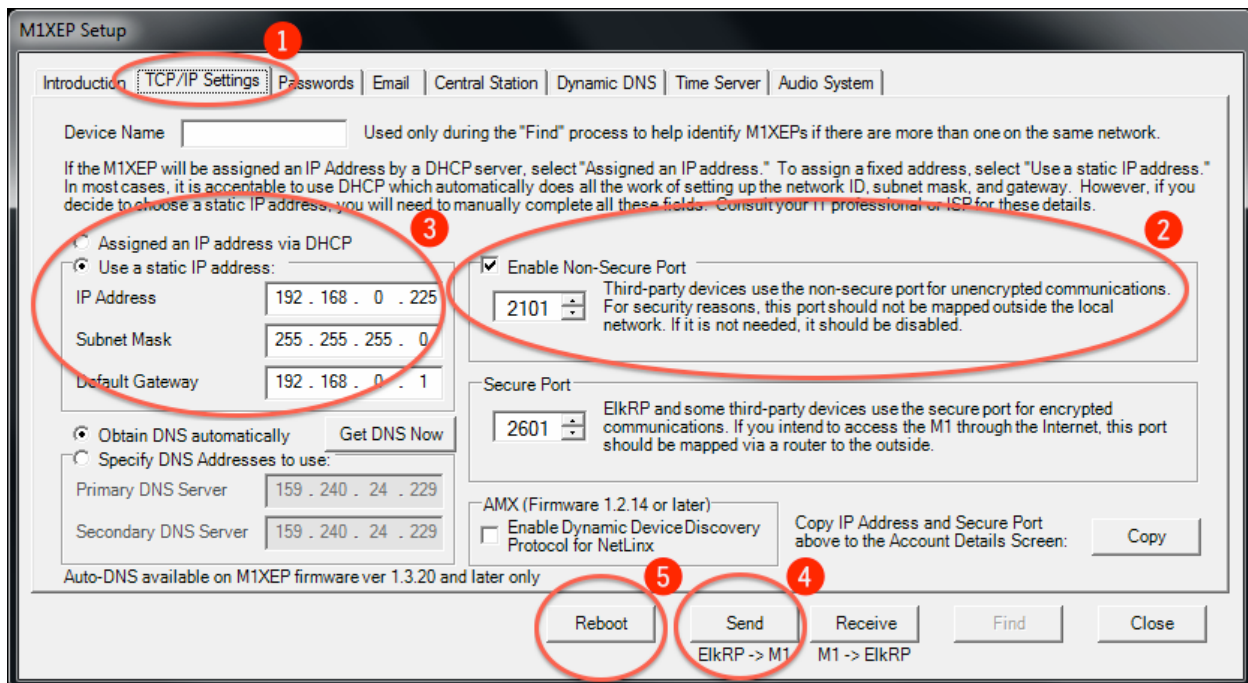 M1XEP Setup
1
Introduction TCP/IP Settings Passwords Email Central Station Dynamic DNS Time Server Audio System
Device Name Used only during the "Find" process to help identify M1XEPs if there are more than one on the same network.
If the M1XEP will be assigned an IP Address by a DHCP server, select "Assigned an IP address." To assign a fixed address, select "Use a static IP address."
In most cases, it is acceptable to use DHCP which automatically does all the work of setting up the network ID, subnet mask, and gateway. However, if you
decide to choose a static IP address, you will need to manually complete all these fields. Consult your IT professional or ISP for these details.
3
2
Assigned an IP address via DHCP
Use a static IP address:
IP Address 192 . 168 . 0 . 225
Subnet Mask 255 . 255 . 255 . 0
Default Gateway 192 . 168 . 0 . 1
Enable Non-Secure Port
2101
Third-party devices use the non-secure port for unencrypted communications.
For security reasons, this port should not be mapped outside the local
network. If it is not needed, it should be disabled.
Secure Port
2601
ElkRP and some third-party devices use the secure port for encrypted
communications. If you intend to access the M1 through the Internet, this port
should be mapped via a router to the outside.
Obtain DNS automatically Get DNS Now
Specify DNS Addresses to use:
Primary DNS Server 159 . 240 . 24 . 229
Secondary DNS Server 159 . 240 . 24 . 229
AMX (Firmware 1.2.14 or later)
Enable Dynamic Device Discovery
Protocol for NetLinx
Copy IP Address and Secure Port
above to the Account Details Screen:
Copy
Auto-DNS available on M1XEP firmware ver 1.3.20 and later only
5
4
Reboot Send Receive Find Close
ElkRP -> M1 M1 -> ElkRP